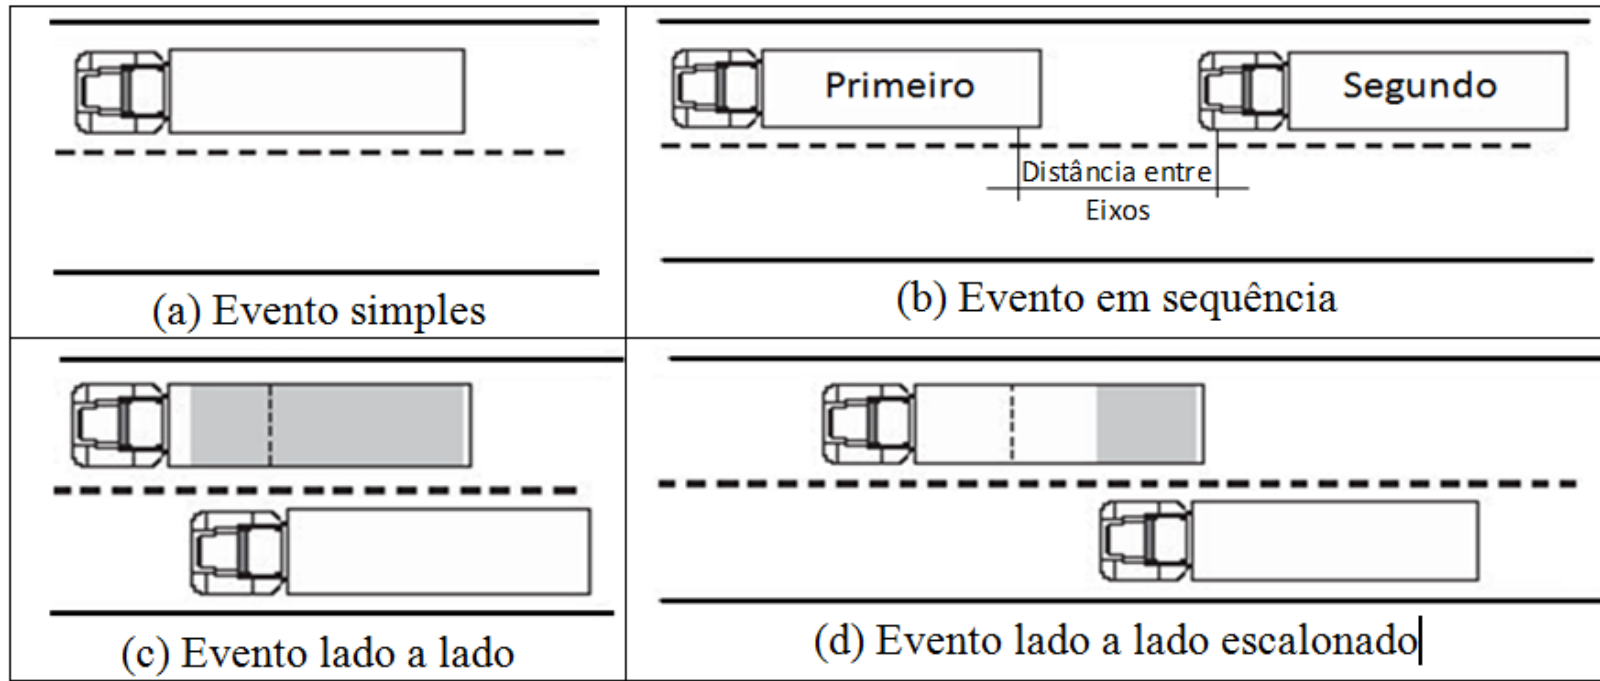 Primeiro
Segundo
Distância entre
Eixos
(a) Evento simples
(b) Evento em sequência
(c) Evento lado a lado
(d) Evento lado a lado escalonado